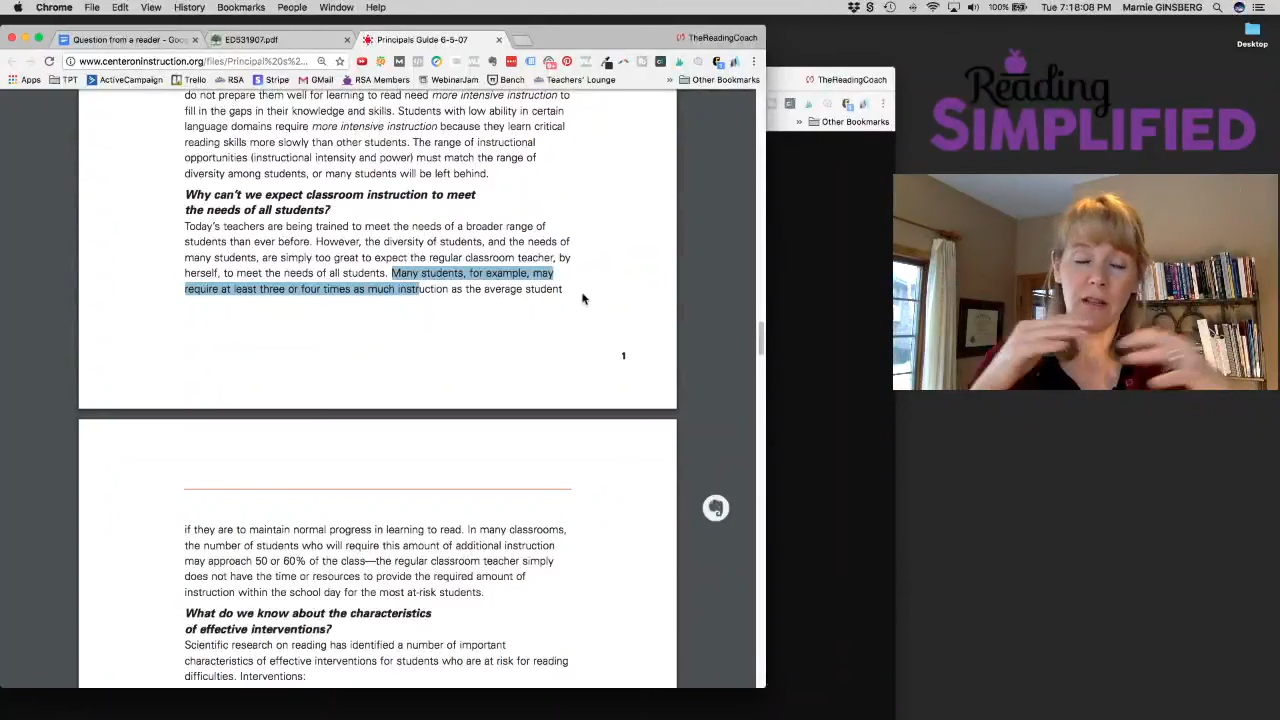 Chrome File Edit View History Bookmarks People Window Help
100% Tue 7:18:08 PM Marnie GINSBERG
Question from a reader - Goo
ED531907.pdf
Principals Guide 6-5-07
TheReadingCoach
www.centeroninstruction.org/files/Principal%20s%2...
Apps TPT ActiveCampaign Trello RSA Stripe GMail RSA Members WebinarJam Bench Teachers' Lounge » Other Bookmarks
TheReadingCoach
» Other Bookmarks
Desktop
Reading
SIMPLIFIED
do not prepare them well for learning to read need more intensive instruction to
fill in the gaps in their knowledge and skills. Students with low ability in certain
language domains require more intensive instruction because they learn critical
reading skills more slowly than other students. The range of instructional
opportunities (instructional intensity and power) must match the range of
diversity among students, or many students will be left behind.
Why can't we expect classroom instruction to meet
the needs of all students?
Today's teachers are being trained to meet the needs of a broader range of
students than ever before. However, the diversity of students, and the needs of
many students, are simply too great to expect the regular classroom teacher, by
herself, to meet the needs of all students. Many students, for example, may
require at least three or four times as much instruction as the average student
1
if they are to maintain normal progress in learning to read. In many classrooms,
the number of students who will require this amount of additional instruction
may approach 50 or 60% of the class—the regular classroom teacher simply
does not have the time or resources to provide the required amount of
instruction within the school day for the most at-risk students.
What do we know about the characteristics
of effective interventions?
Scientific research on reading has identified a number of important
characteristics of effective interventions for students who are at risk for reading
difficulties. Interventions: